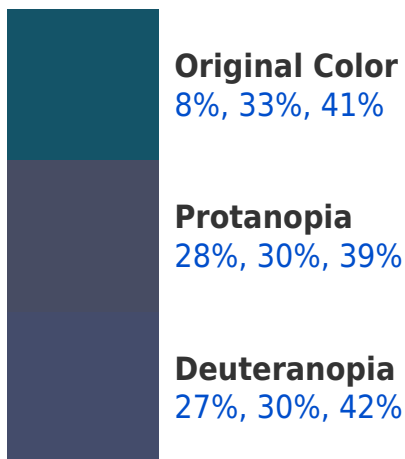 Original Color
8%, 33%, 41%
Protanopia
28%, 30%, 39%
Deuteranopia
27%, 30%, 42%